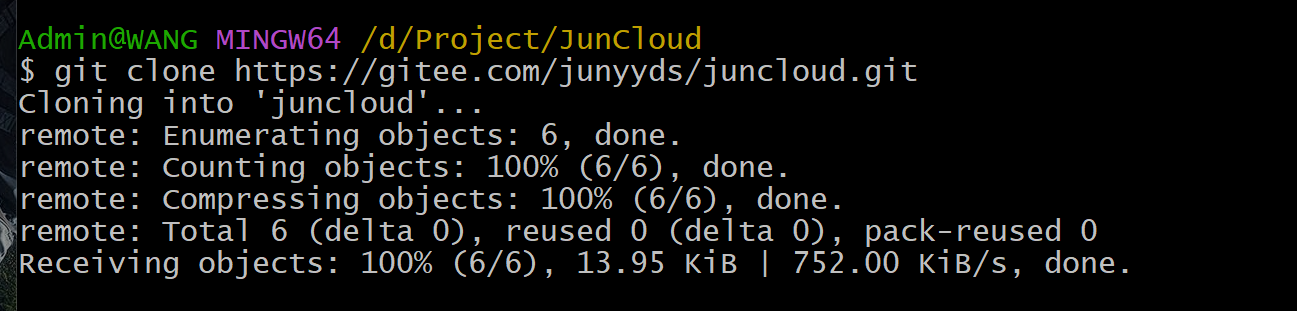 Admin@WANG MINGW64 /d/Project/JunCloud
$ git clone https://gitee.com/junyyds/juncloud.git
Cloning into 'juncloud'...
remote: Enumerating objects: 6, done.
remote: Counting objects: 100% (6/6), done.
remote: Compressing objects: 100% (6/6), done.
remote: Total 6 (delta 0), reused 0 (delta 0), pack-reused 0
Receiving objects: 100% (6/6), 13.95 KiB | 752.00 KiB/s, done.